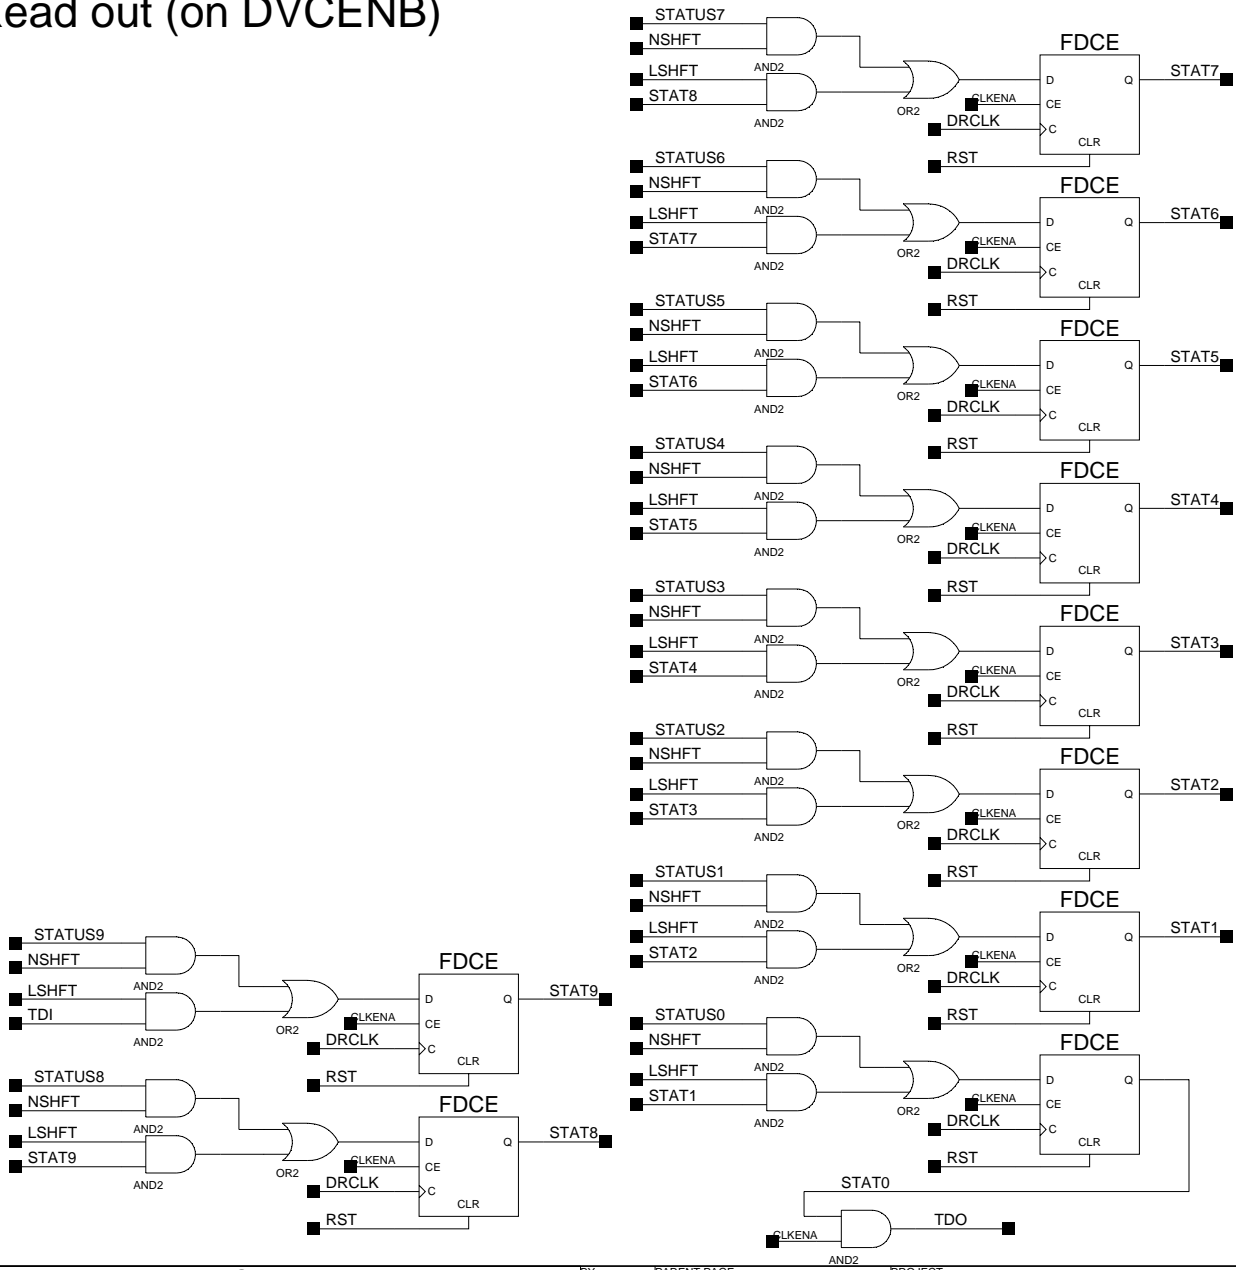 Read out (on DVCENB)
STATUS7
NSHFT
AND2
LSHFT
STAT8
AND2
OR2
CLKENA
DRCLK
RST
FDCE
D
Q
CE
C
CLR
STAT7
STATUS6
NSHFT
AND2
LSHFT
STAT7
AND2
OR2
CLKENA
DRCLK
RST
FDCE
D
Q
CE
C
CLR
STAT6
STATUS5
NSHFT
AND2
LSHFT
STAT6
AND2
OR2
CLKENA
DRCLK
RST
FDCE
D
Q
CE
C
CLR
STAT5
STATUS4
NSHFT
AND2
LSHFT
STAT5
AND2
OR2
CLKENA
DRCLK
RST
FDCE
D
Q
CE
C
CLR
STAT4
STATUS3
NSHFT
AND2
LSHFT
STAT4
AND2
OR2
CLKENA
DRCLK
RST
FDCE
D
Q
CE
C
CLR
STAT3
STATUS2
NSHFT
AND2
LSHFT
STAT3
AND2
OR2
CLKENA
DRCLK
RST
FDCE
D
Q
CE
C
CLR
STAT2
STATUS1
NSHFT
AND2
LSHFT
STAT2
AND2
OR2
CLKENA
DRCLK
RST
FDCE
D
Q
CE
C
CLR
STAT1
STATUS0
NSHFT
AND2
LSHFT
STAT1
AND2
OR2
CLKENA
DRCLK
RST
FDCE
D
Q
CE
C
CLR
STAT0
CLKENA
AND2
TDO
STATUS9
NSHFT
AND2
LSHFT
TDI
AND2
OR2
CLKENA
DRCLK
RST
FDCE
D
Q
CE
C
CLR
STAT9
STATUS8
NSHFT
AND2
LSHFT
STAT9
AND2
OR2
CLKENA
DRCLK
RST
FDCE
D
Q
CE
C
CLR
STAT8
BY
PARENT PAGE
PROJECT